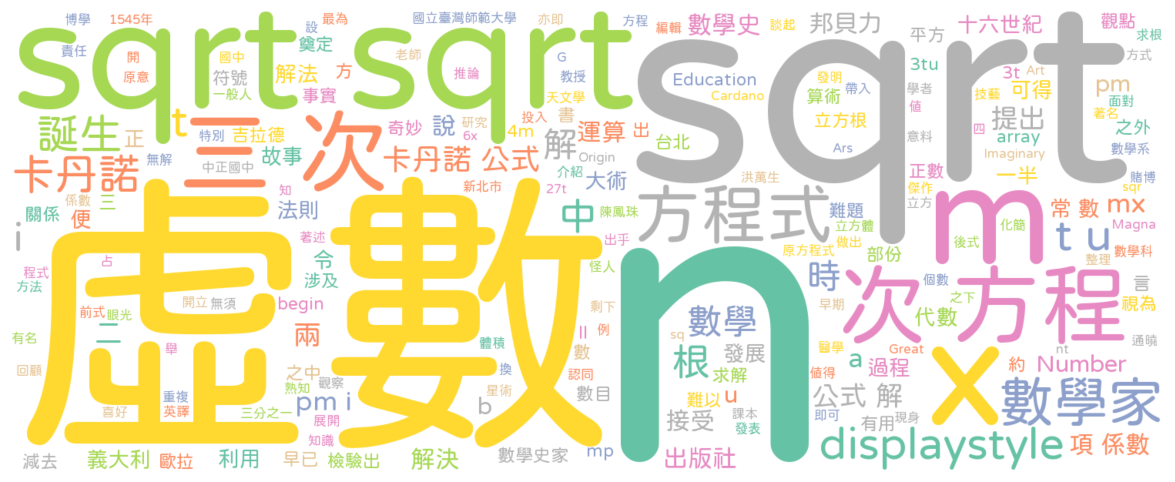 博學 1545年 sqrt sqrt 設 最為 國立臺灣師範大學 亦即 方程 編輯 數學史 談起 邦貝力 十六世紀 觀點
責任 開 原意 國中 奠定 老師 G sqrt 平方 求根
符號 解法 方 推論 教授 Education 發明 3tu 3t Art 方式
一般人 事實 天文學 Cardano 算術 帶入 學者 技藝 可得 pm 面對
誕生 正 t 三次 奇妙 說 研究 書 投入 運算 出 立方根 值 提出 著名
特別 吉拉德 6x 4m 解 台北 Ars 意料 四 array 之外 數學系
卡丹諾 無解 中正國中 故事 卡丹諾 公式 Origin 介紹 大術 洪萬生 正數 Imaginary 一半 賭博
係數 知 新北市 27t 方程式 傑作 m sqr
關係 便 三 法則 中 陳鳳珠 難題 立方體 立方 常 數 mx
i 虛數 著述 令 出乎 原方程式 做出 後式 化簡 t u Magna
程式 占 涉及 怪人 n 部份 整理 數學科
方法 開立 無須 begin 時 個數 次 方程 言
前式 眼光 剩下 早期 之下 代數 視為
有名 二 兩 ll 例 sq 數學 通曉
舉 體積 數 發展 醫學 a Great nt
回顧 之中 換 認同 根 求解 值得 過程 x 約 Number
重複 熟知 觀察 星術 難以 u
喜好 英譯 三分之一 pm i b 數目 接受 課本 公式 解 數學家
展開 發表 即可 有用 現身
減去 義大利 歐拉 利用 知識 早已 檢驗出 解決 數學史家 mp 出版社 displaystyle 項 係數